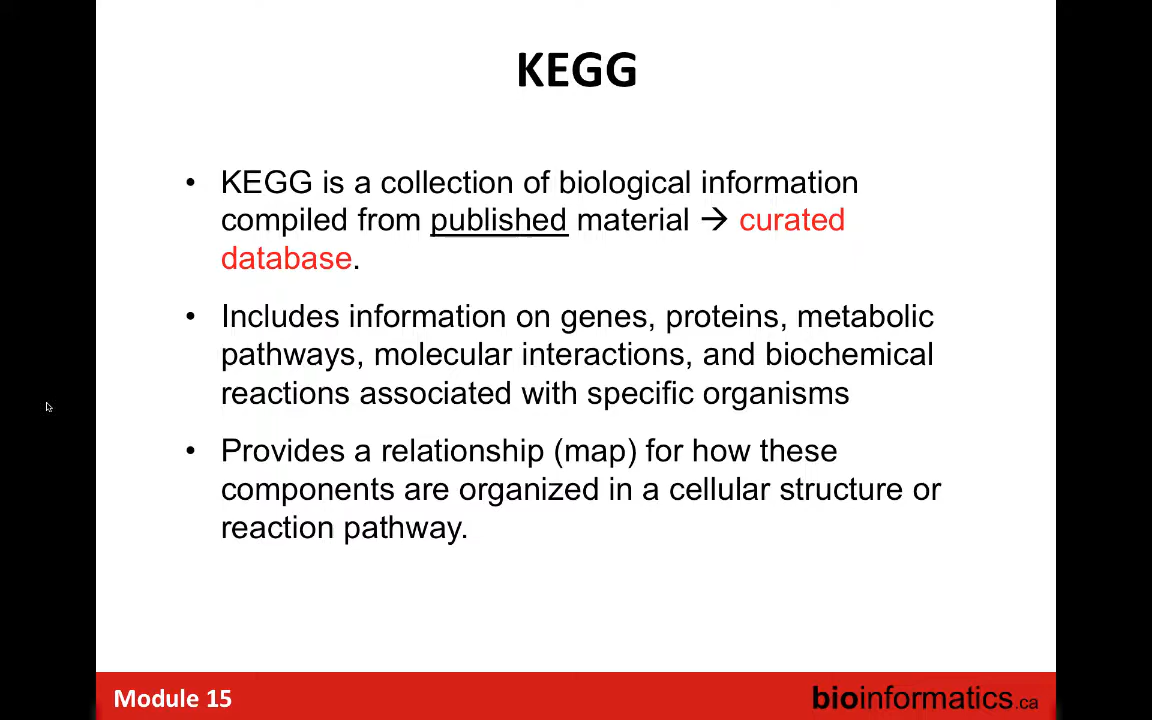 KEGG
• KEGG is a collection of biological information
compiled from published material → curated
database.
• Includes information on genes, proteins, metabolic
pathways, molecular interactions, and biochemical
reactions associated with specific organisms
• Provides a relationship (map) for how these
components are organized in a cellular structure or
reaction pathway.
Module 15
bioinformatics.ca